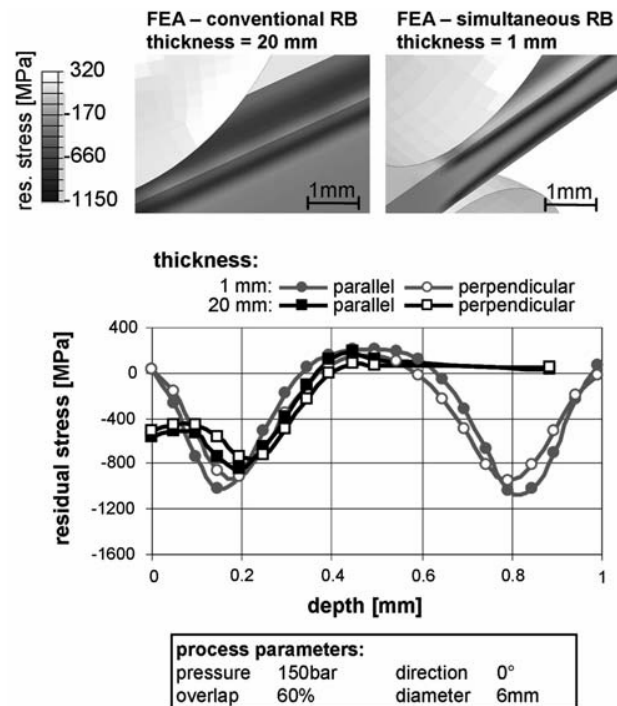 FEA – conventional RB
thickness = 20 mm
FEA – simultaneous RB
thickness = 1 mm
res. stress [MPa]
320
-170
-660
-1150
1mm
1mm
thickness:
1 mm: parallel perpendicular
20 mm: parallel perpendicular
residual stress [MPa]
400
0
-400
-800
-1200
-1600
0 0.2 0.4 0.6 0.8 1
depth [mm]
process parameters:
pressure 150bar direction 0°
overlap 60% diameter 6mm